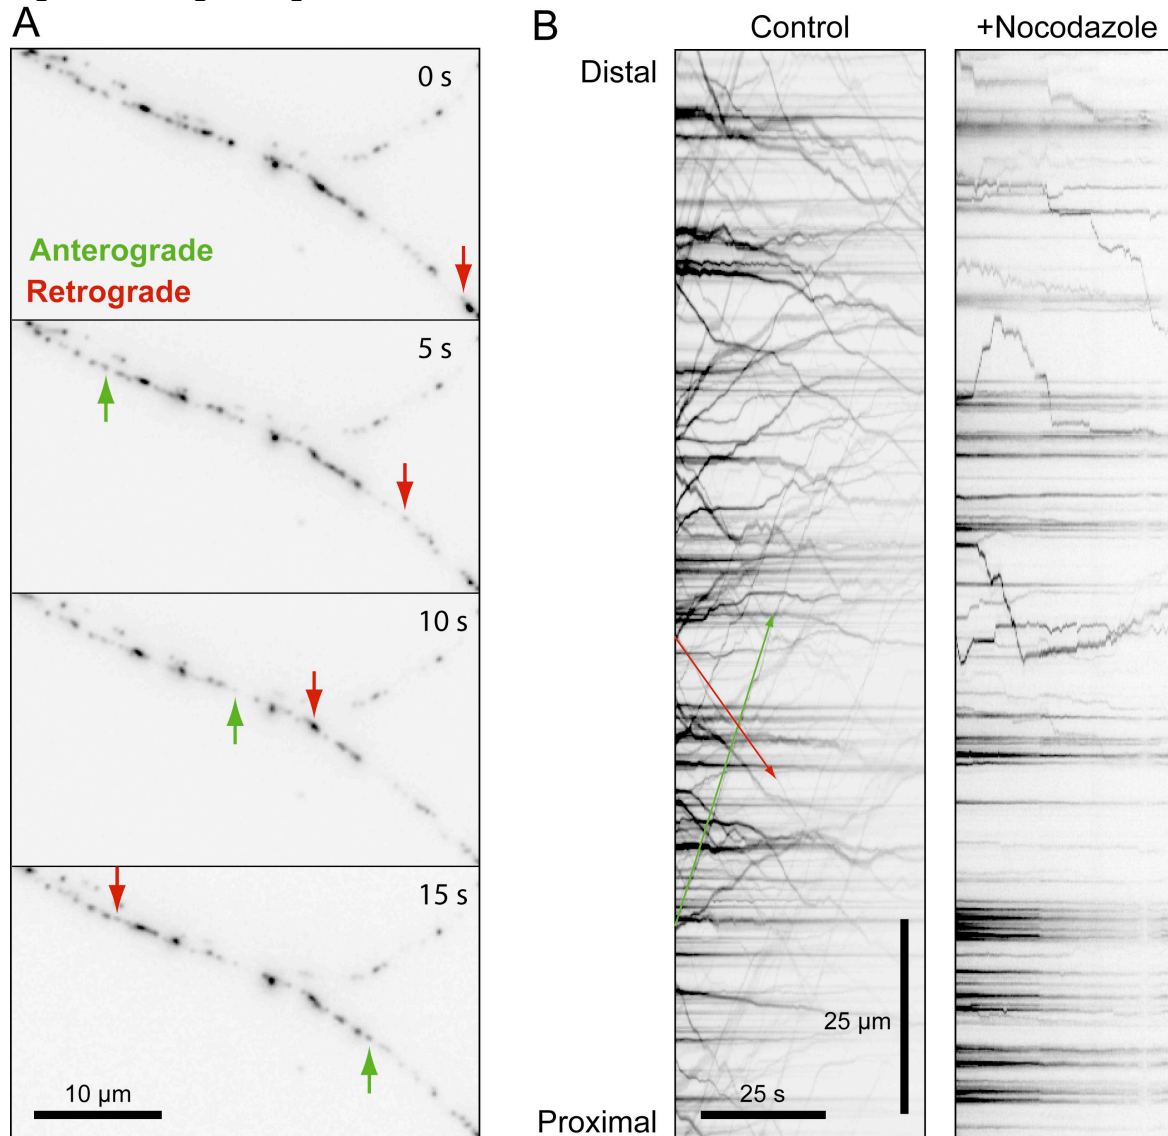 A
0 s
Anterograde
Retrograde
5 s
10 s
15 s
10 µm
B
Control
+Nocodazole
Distal
25 µm
25 s
Proximal